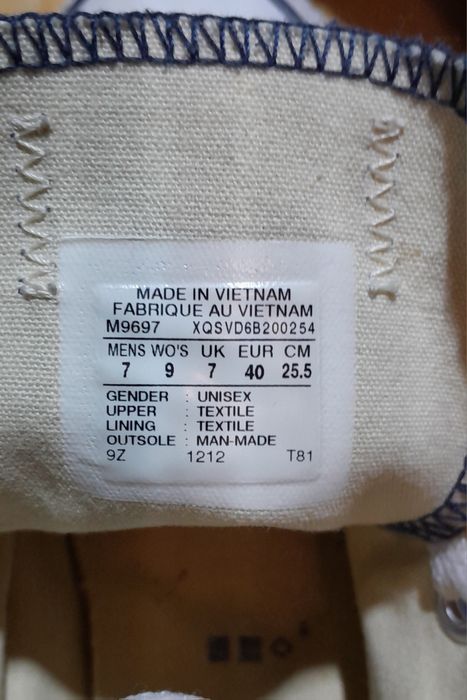 MADE IN VIETNAM
FABRIQUE AU VIETNAM
M9697 XQSVD6B200254
MENS WO'S UK EUR CM
7 9 7 40 25.5
GENDER : UNISEX
UPPER : TEXTILE
LINING : TEXTILE
OUTSOLE : MAN-MADE
9Z 1212 T81